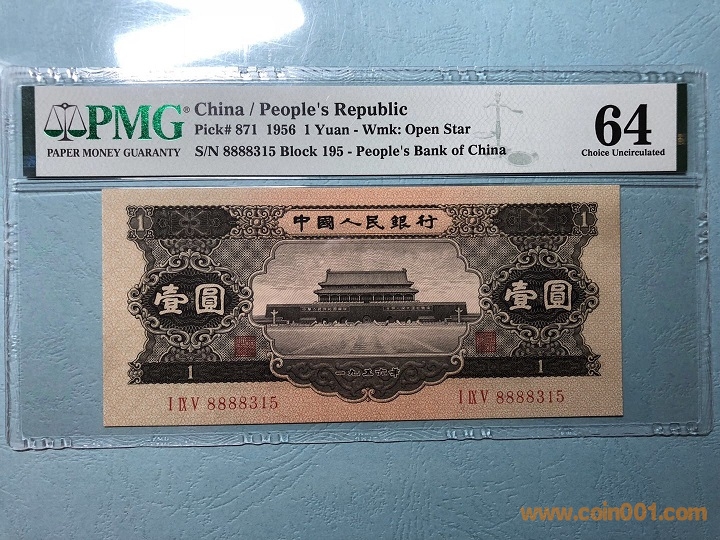 PMG®
PAPER MONEY GUARANTY
China / People's Republic
Pick# 871 1956 1 Yuan - Wmk: Open Star
S/N 8888315 Block 195 - People's Bank of China
64
Choice Uncirculated
1
中國人民銀行
1
壹圓
壹圓
1
一九五六年
1
I IX V 8888315
I IX V 8888315
www.coin001.com